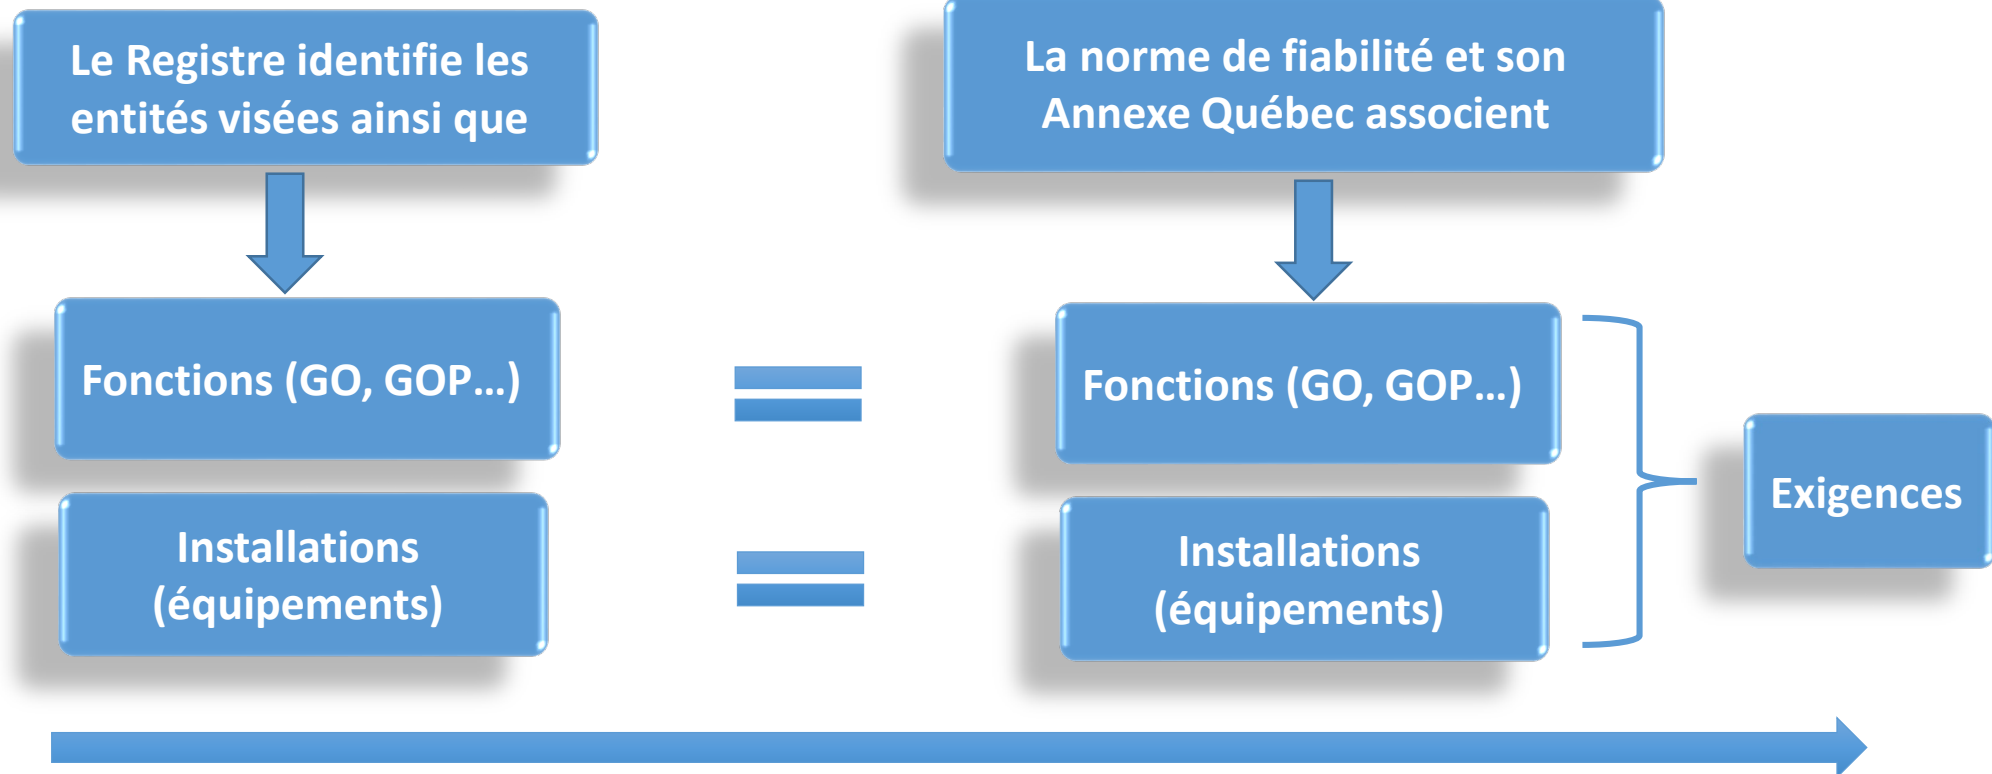 Le Registre identifie les
entités visées ainsi que
La norme de fiabilité et son
Annexe Québec associent
Fonctions (GO, GOP...)
Fonctions (GO, GOP...)
Installations
(équipements)
Installations
(équipements)
Exigences